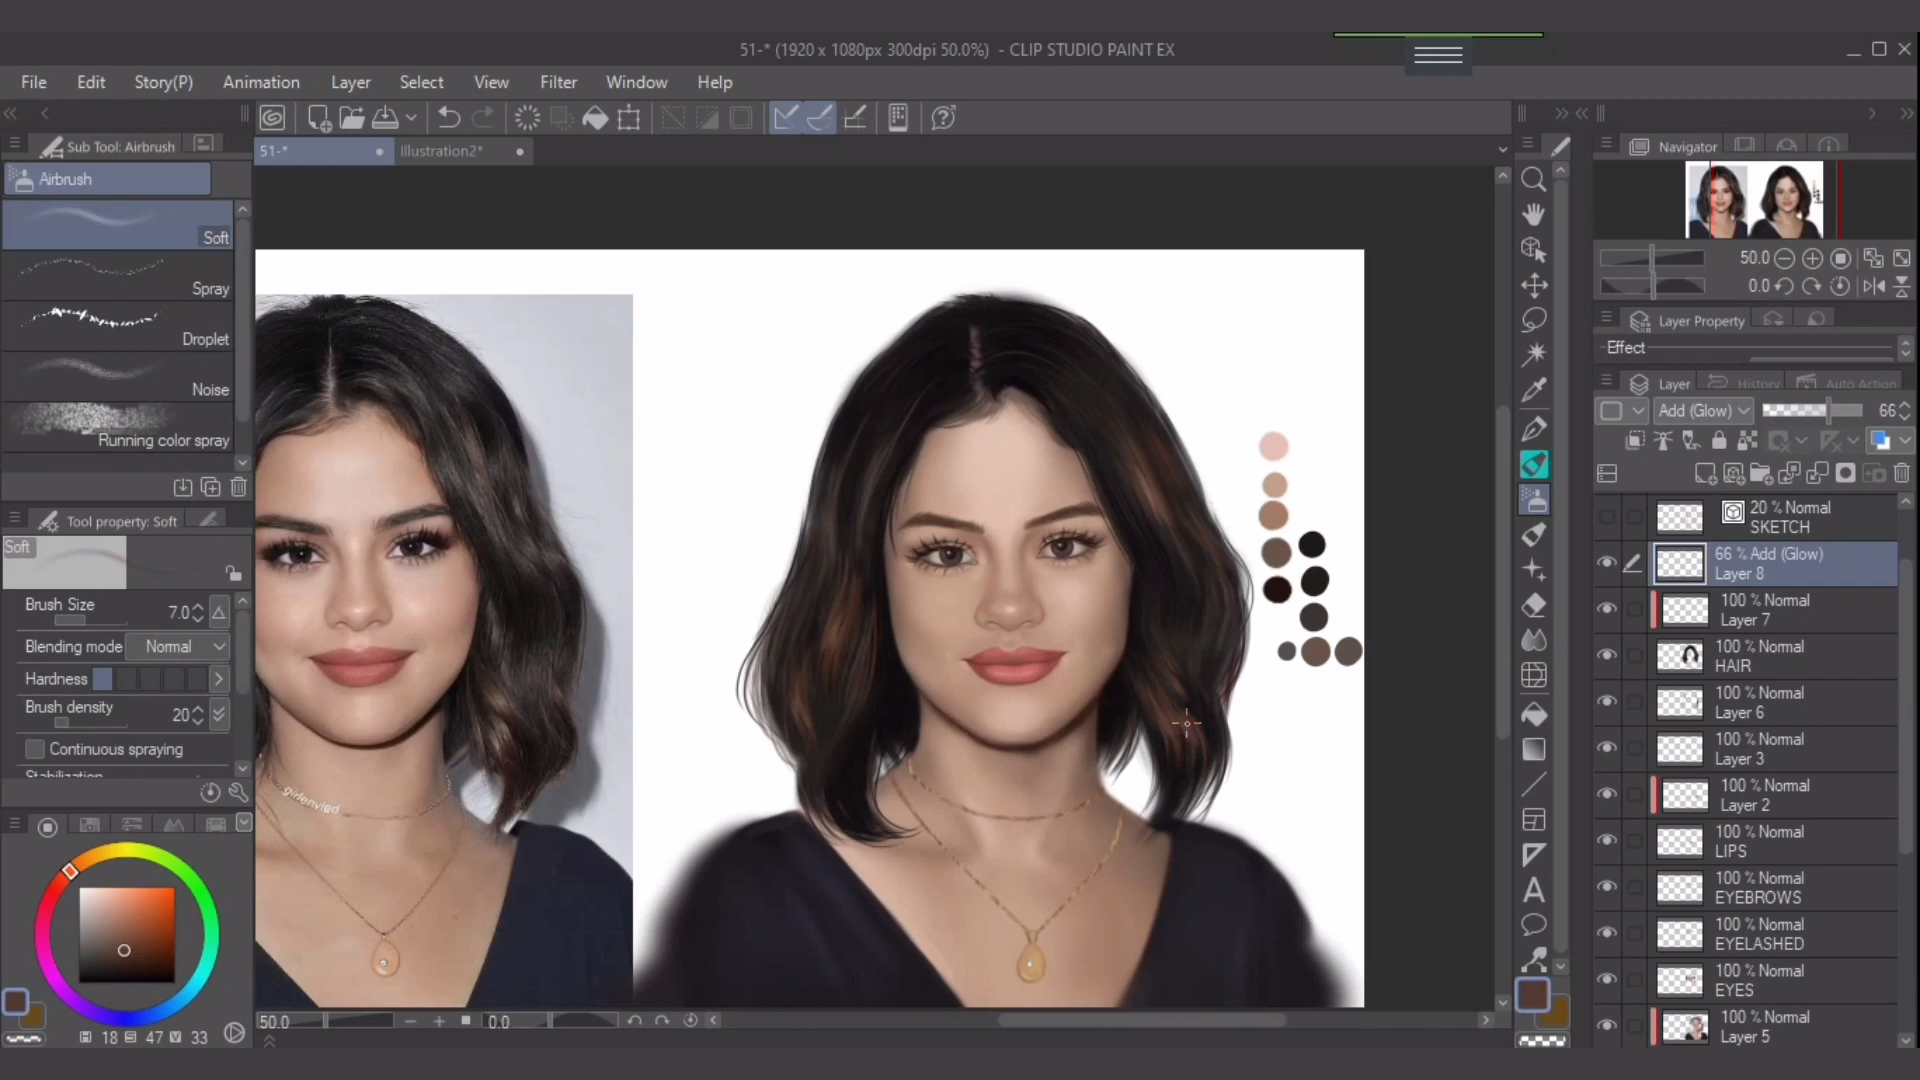 51-* (1920 x 1080px 300dpi 50.0%) - CLIP STUDIO PAINT EX
File Edit Story(P) Animation Layer Select View Filter Window Help
Sub Tool: Airbrush
Airbrush
Soft
Spray
Droplet
Noise
Running color spray
Tool property: Soft
Soft
Brush Size 7.0
Blending mode Normal
Hardness
Brush density 20
Continuous spraying
Stabilization
H 18 S 47 V 33
51-*
Illustration2*
girlenvied
50.0 0.0
Navigator
50.0
0.0
Layer Property
Effect
Layer History Auto Action
Add (Glow) 66
20 % Normal
SKETCH
66 % Add (Glow)
Layer 8
100 % Normal
Layer 7
100 % Normal
HAIR
100 % Normal
Layer 6
100 % Normal
Layer 3
100 % Normal
Layer 2
100 % Normal
LIPS
100 % Normal
EYEBROWS
100 % Normal
EYELASHED
100 % Normal
EYES
100 % Normal
Layer 5